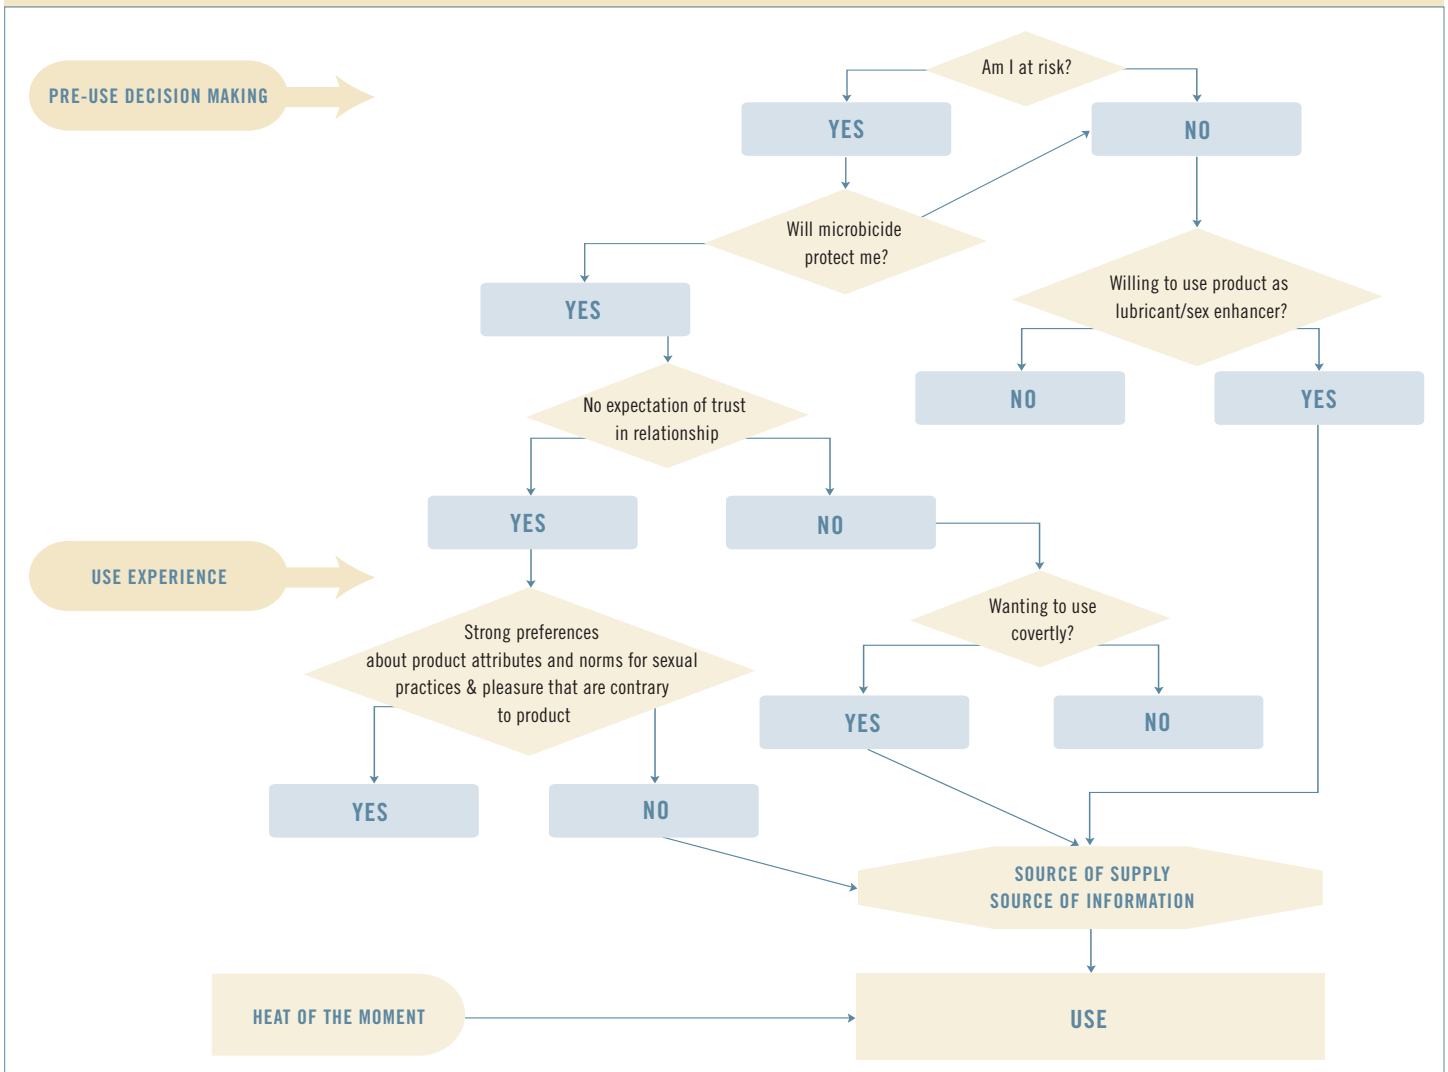 Am I at risk?
PRE-USE DECISION MAKING
YES
NO
Will microbicide
protect me?
Willing to use product as
lubricant/sex enhancer?
YES
NO
YES
No expectation of trust
in relationship
YES
NO
USE EXPERIENCE
Wanting to use
covertly?
Strong preferences
about product attributes and norms for sexual
practices & pleasure that are contrary
to product
YES
NO
YES
NO
SOURCE OF SUPPLY
SOURCE OF INFORMATION
HEAT OF THE MOMENT
USE